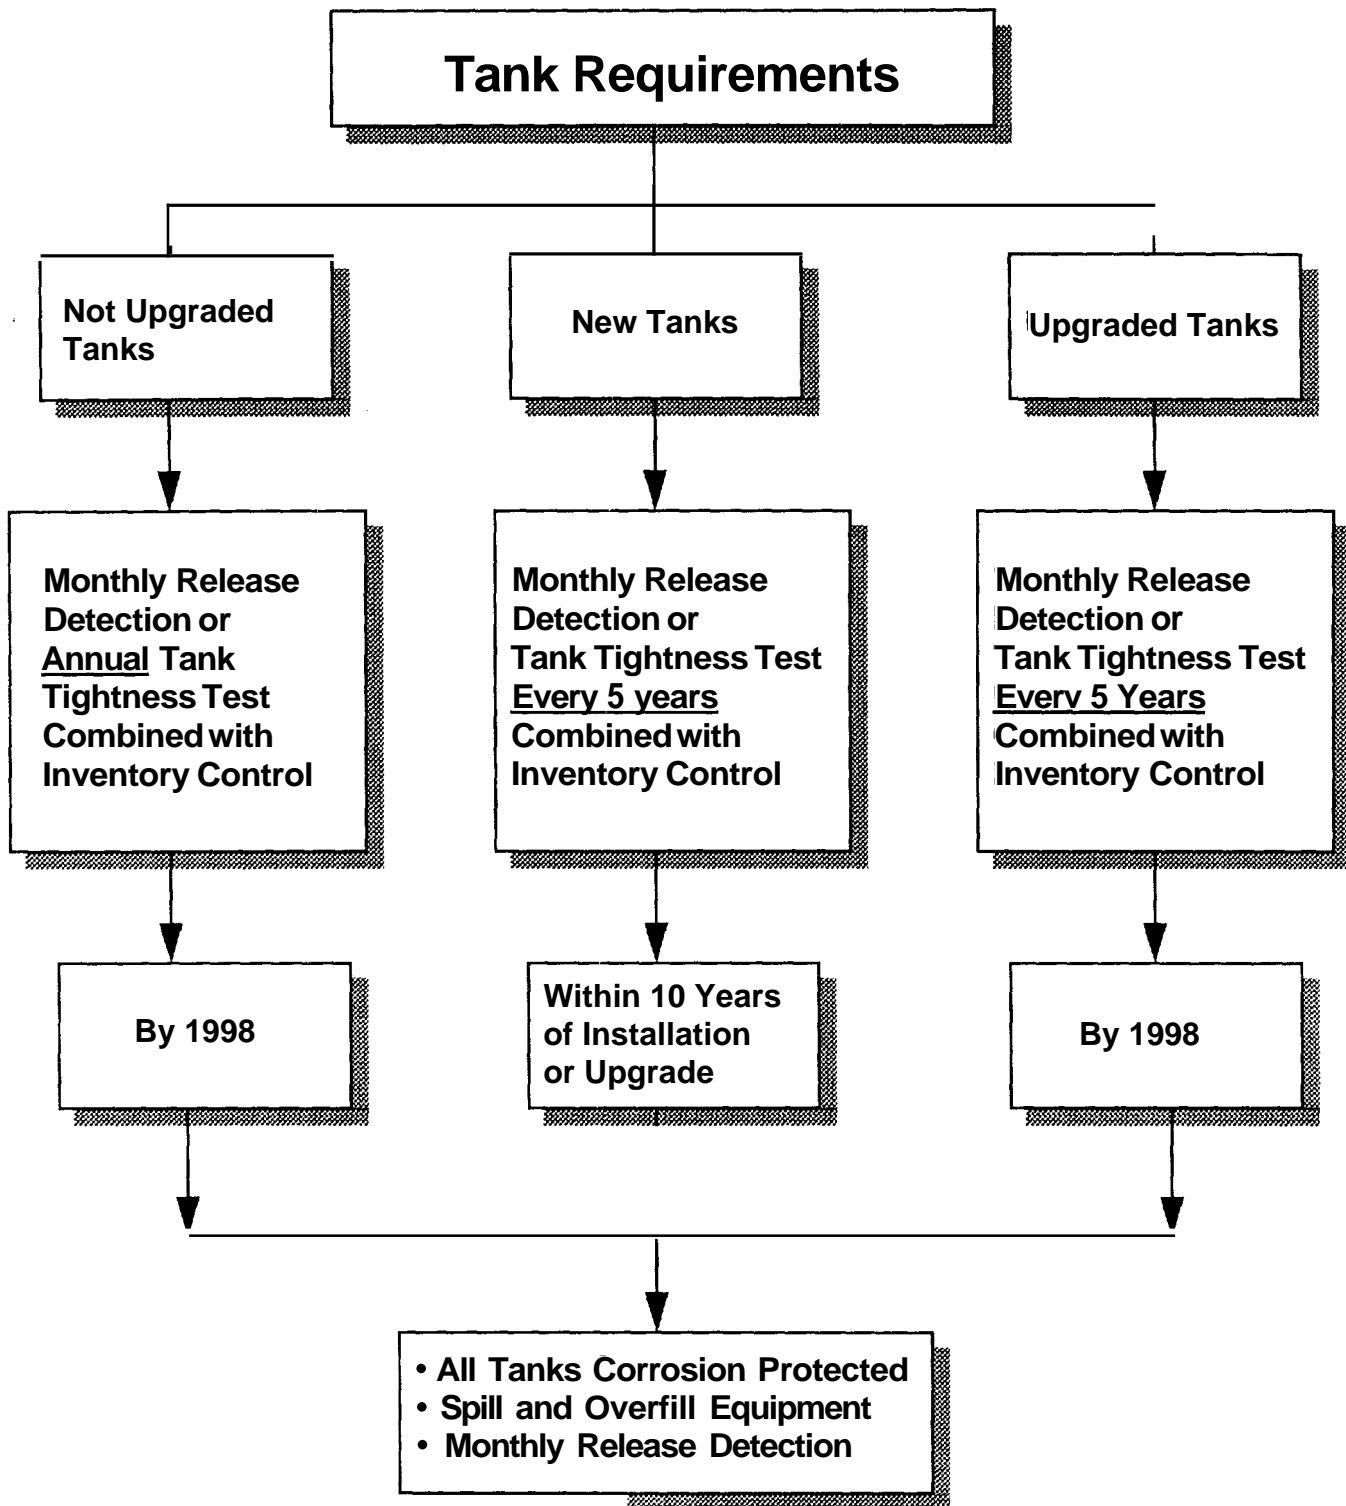 Tank Requirements
Not Upgraded
Tanks
New Tanks
Upgraded Tanks
Monthly Release
Detection or
Annual Tank
Tightness Test
Combined with
Inventory Control
Monthly Release
Detection or
Tank Tightness Test
Every 5 years
Combined with
Inventory Control
Monthly Release
Detection or
Tank Tightness Test
Every 5 Years
Combined with
Inventory Control
By 1998
Within 10 Years
of Installation
or Upgrade
By 1998
• All Tanks Corrosion Protected
• Spill and Overfill Equipment
• Monthly Release Detection